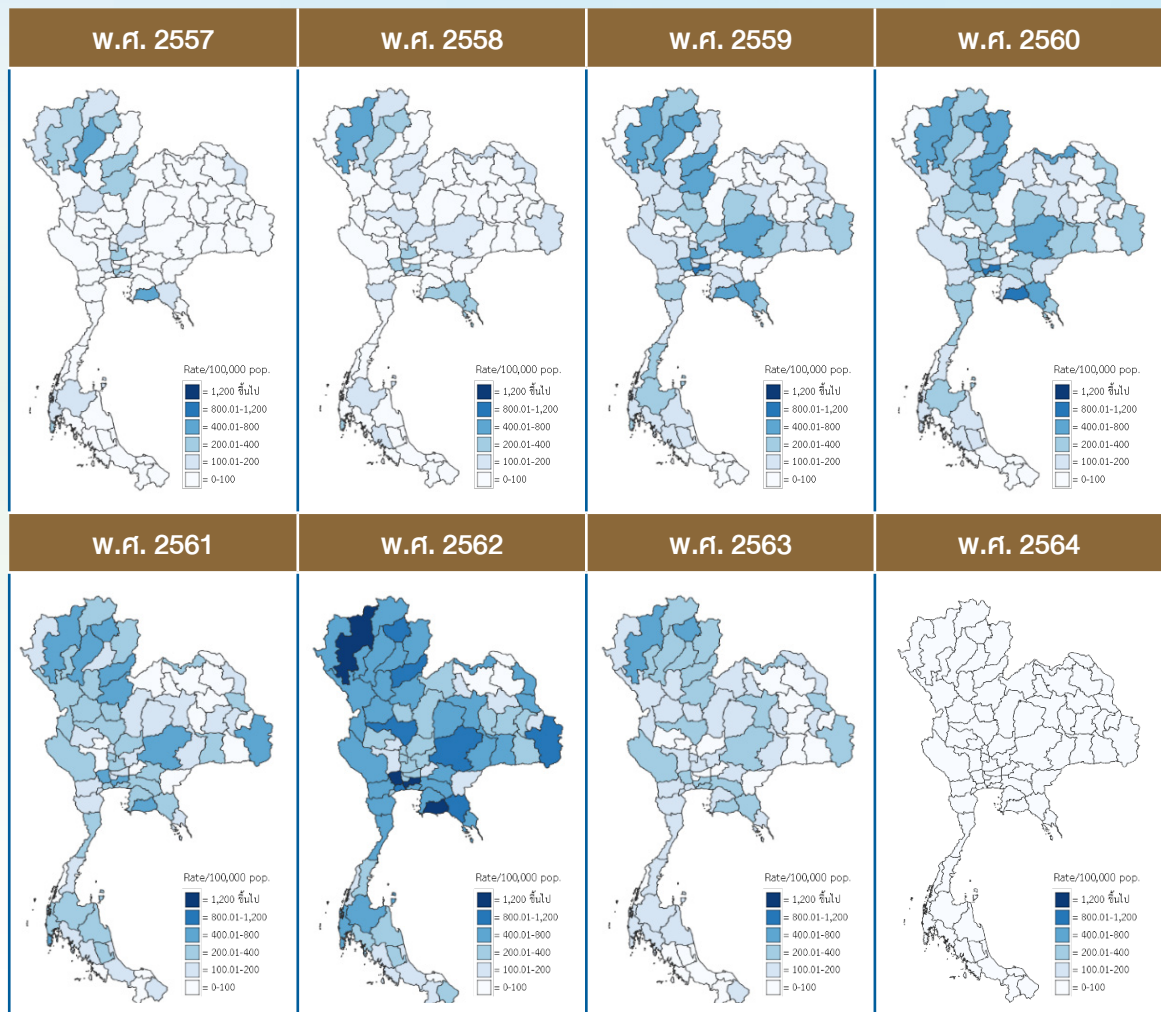 พ.ศ. 2557
พ.ศ. 2558
พ.ศ. 2559
พ.ศ. 2560
Rate/100,000 pop.
= 1,200 ขึ้นไป
= 800.01-1,200
= 400.01-800
= 200.01-400
= 100.01-200
= 0-100
Rate/100,000 pop.
= 1,200 ขึ้นไป
= 800.01-1,200
= 400.01-800
= 200.01-400
= 100.01-200
= 0-100
Rate/100,000 pop.
= 1,200 ขึ้นไป
= 800.01-1,200
= 400.01-800
= 200.01-400
= 100.01-200
= 0-100
Rate/100,000 pop.
= 1,200 ขึ้นไป
= 800.01-1,200
= 400.01-800
= 200.01-400
= 100.01-200
= 0-100
พ.ศ. 2561
พ.ศ. 2562
พ.ศ. 2563
พ.ศ. 2564
Rate/100,000 pop.
= 1,200 ขึ้นไป
= 800.01-1,200
= 400.01-800
= 200.01-400
= 100.01-200
= 0-100
Rate/100,000 pop.
= 1,200 ขึ้นไป
= 800.01-1,200
= 400.01-800
= 200.01-400
= 100.01-200
= 0-100
Rate/100,000 pop.
= 1,200 ขึ้นไป
= 800.01-1,200
= 400.01-800
= 200.01-400
= 100.01-200
= 0-100
Rate/100,000 pop.
= 1,200 ขึ้นไป
= 800.01-1,200
= 400.01-800
= 200.01-400
= 100.01-200
= 0-100